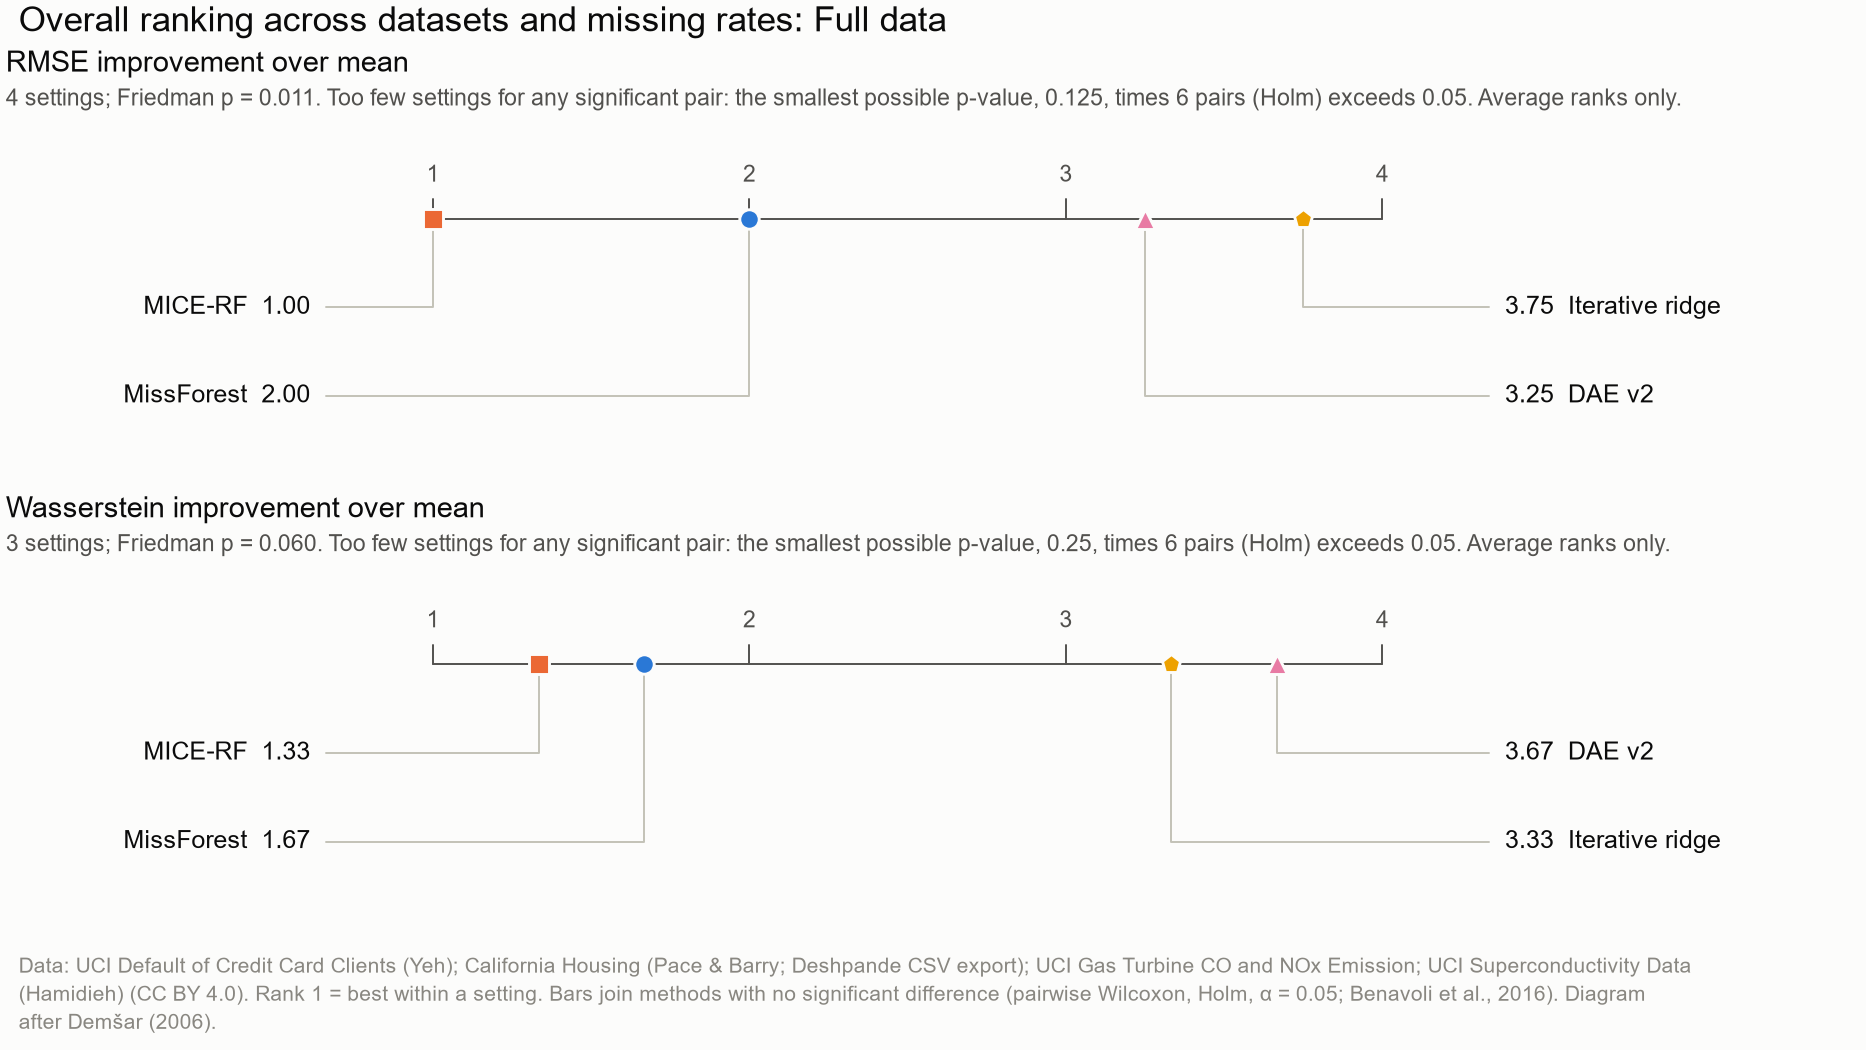 Overall ranking across datasets and missing rates: Full data
RMSE improvement over mean
4 settings; Friedman p = 0.011. Too few settings for any significant pair: the smallest possible p-value, 0.125, times 6 pairs (Holm) exceeds 0.05. Average ranks only.
1 2 3 4
MICE-RF 1.00 3.75 Iterative ridge
MissForest 2.00 3.25 DAE v2
Wasserstein improvement over mean
3 settings; Friedman p = 0.060. Too few settings for any significant pair: the smallest possible p-value, 0.25, times 6 pairs (Holm) exceeds 0.05. Average ranks only.
1 2 3 4
MICE-RF 1.33 3.67 DAE v2
MissForest 1.67 3.33 Iterative ridge
Data: UCI Default of Credit Card Clients (Yeh); California Housing (Pace & Barry; Deshpande CSV export); UCI Gas Turbine CO and NOx Emission; UCI Superconductivity Data
(Hamidieh) (CC BY 4.0). Rank 1 = best within a setting. Bars join methods with no significant difference (pairwise Wilcoxon, Holm, α = 0.05; Benavoli et al., 2016). Diagram
after Demšar (2006).